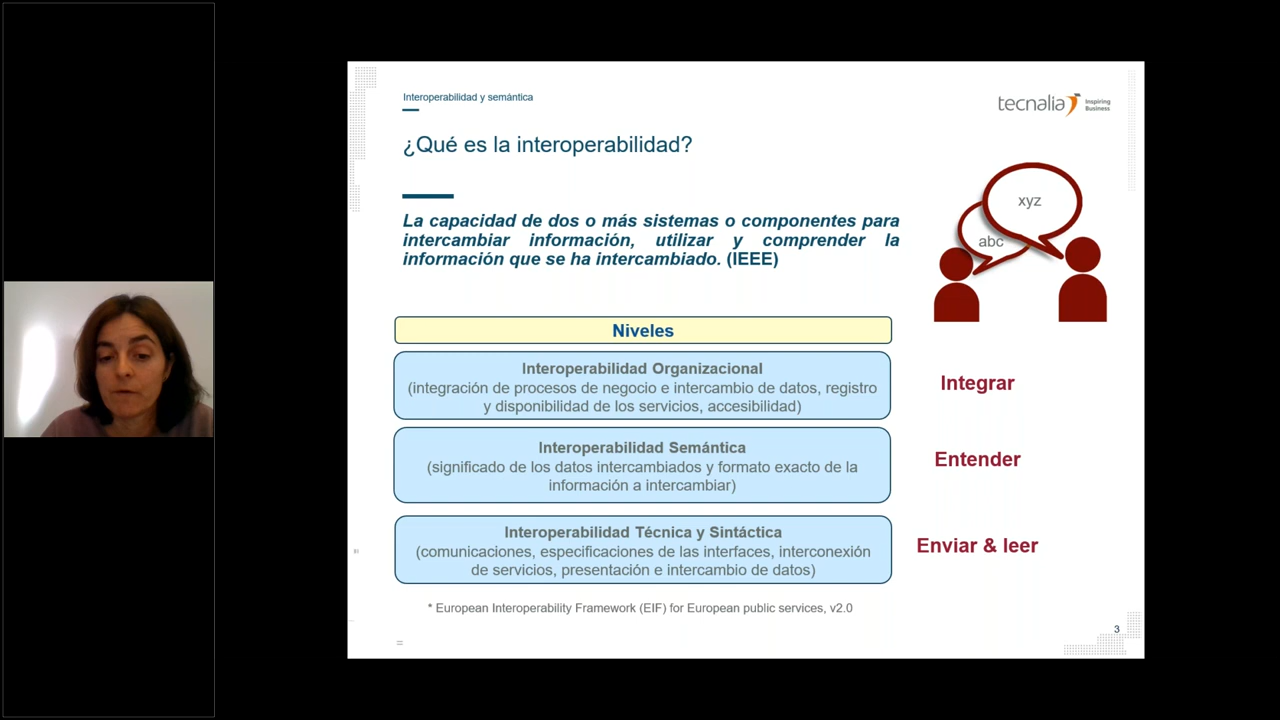 Interoperabilidad y semántica
tecnalia Inspiring
Business
¿Qué es la interoperabilidad?
La capacidad de dos o más sistemas o componentes para
intercambiar información, utilizar y comprender la
información que se ha intercambiado. (IEEE)
xyz
abc
Niveles
Interoperabilidad Organizacional
(integración de procesos de negocio e intercambio de datos, registro
y disponibilidad de los servicios, accesibilidad)
Integrar
Interoperabilidad Semántica
(significado de los datos intercambiados y formato exacto de la
información a intercambiar)
Entender
Interoperabilidad Técnica y Sintáctica
(comunicaciones, especificaciones de las interfaces, interconexión
de servicios, presentación e intercambio de datos)
Enviar & leer
* European Interoperability Framework (EIF) for European public services, v2.0
3